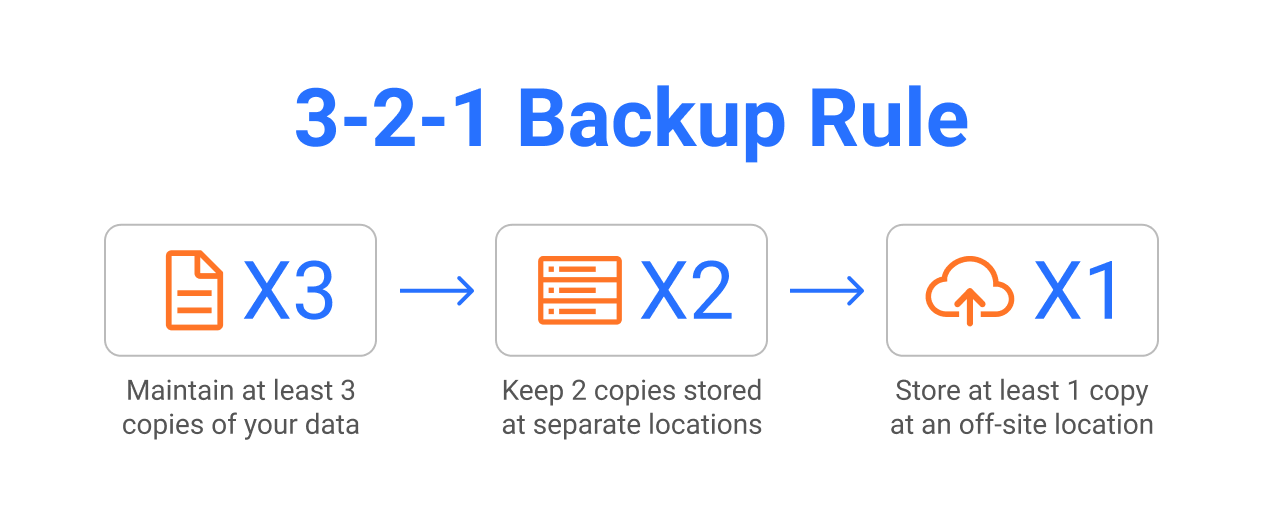 3-2-1 Backup Rule
X3
X2
X1
Maintain at least 3
copies of your data
Keep 2 copies stored
at separate locations
Store at least 1 copy
at an off-site location